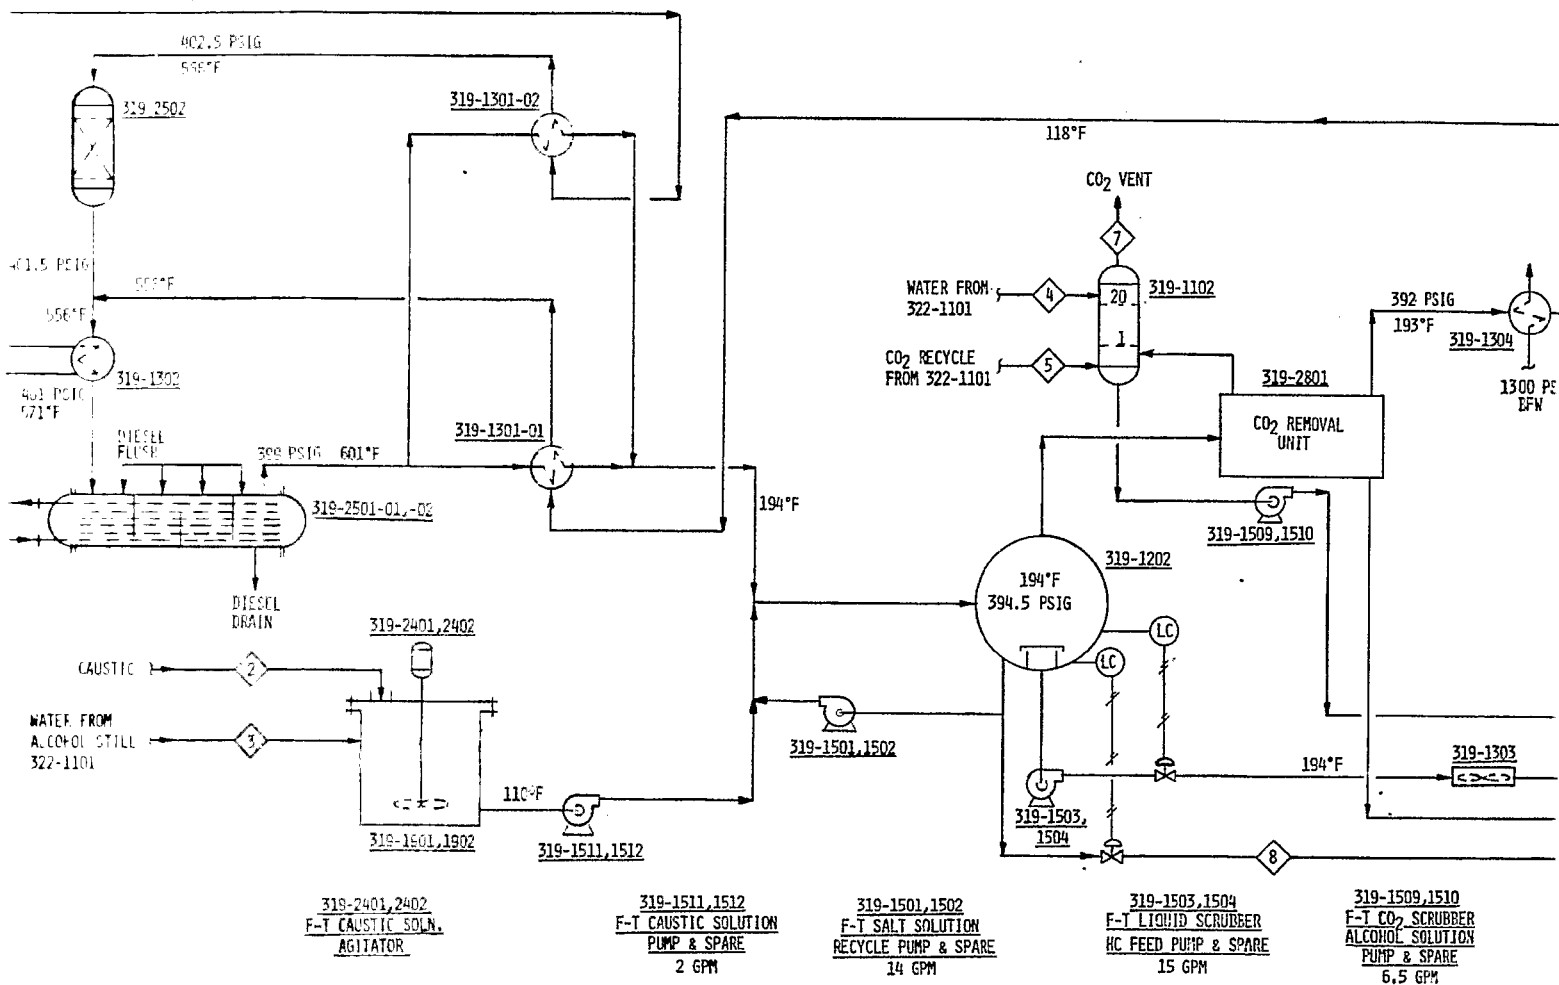 402.5 PSIG
556°F
319-2502
319-1301-02
118°F
CO₂ VENT
7
401.5 PSIG
556°F
WATER FROM
322-1101
4
20
319-1102
1
392 PSIG
193°F
319-1304
556°F
CO₂ RECYCLE
FROM 322-1101
5
319-1302
319-2801
401 PSIG
571°F
1300 PS
BFW
CO₂ REMOVAL
UNIT
DIESEL
FLUSH
319-1301-01
PSIG 601°F
194°F
319-2501-01,-02
319-1509,1510
319-1202
194°F
394.5 PSIG
DIESEL
DRAIN
319-2401,2402
LC
LC
CAUSTIC
2
WATER FROM
ALCOHOL STILL
322-1101
3
319-1501,1502
319-1303
194°F
110°F
319-1503,
1504
319-1901,1902
319-1511,1512
8
319-2401,2402
F-T CAUSTIC SOLN.
AGITATOR
319-1511,1512
F-T CAUSTIC SOLUTION
PUMP & SPARE
2 GPM
319-1501,1502
F-T SALT SOLUTION
RECYCLE PUMP & SPARE
14 GPM
319-1503,1504
F-T LIQUID SCRUBBER
HC FEED PUMP & SPARE
15 GPM
319-1509,1510
F-T CO₂ SCRUBBER
ALCOHOL SOLUTION
PUMP & SPARE
6.5 GPM